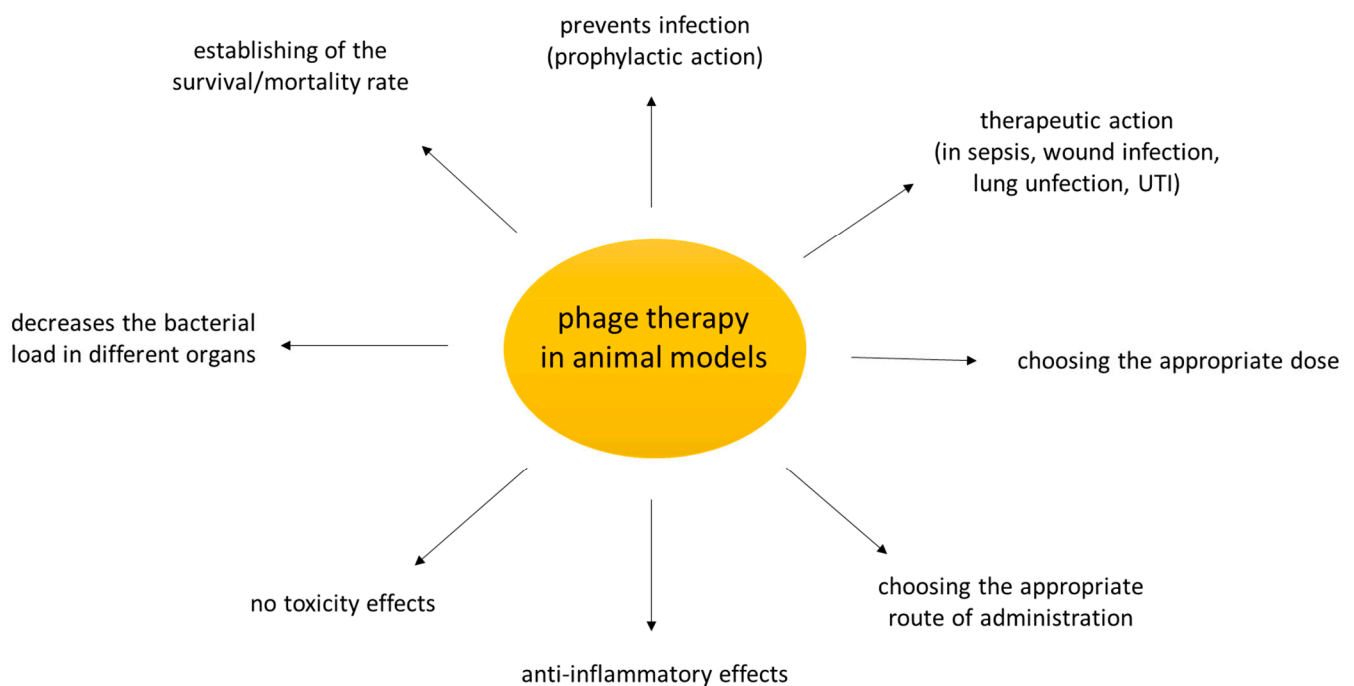 prevents infection
(prophylactic action)
establishing of the
survival/mortality rate
therapeutic action
(in sepsis, wound infection,
lung unfection, UTI)
phage therapy
in animal models
decreases the bacterial
load in different organs
choosing the appropriate dose
no toxicity effects
choosing the appropriate
route of administration
anti-inflammatory effects